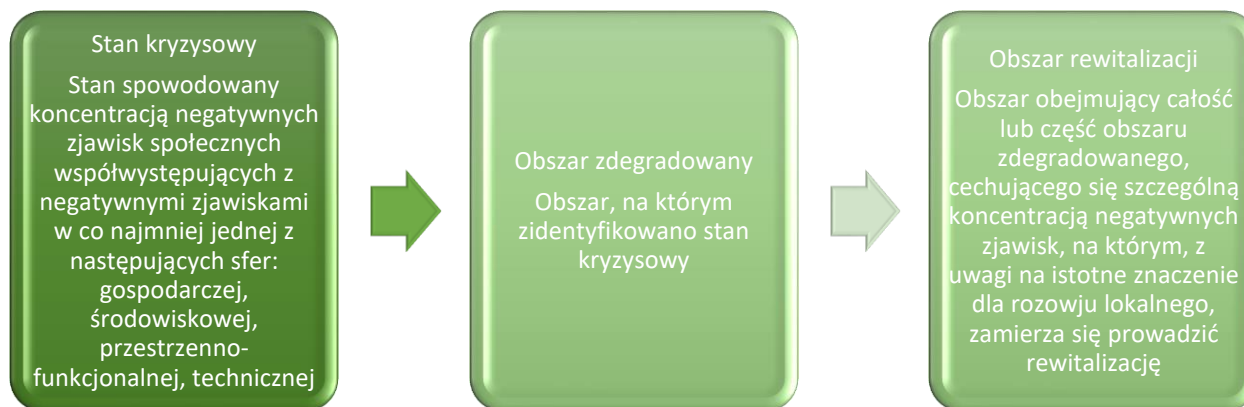 Stan kryzysowy
Stan spowodowany
koncentracją negatywnych
zjawisk społecznych
współwystępujących z
negatywnymi zjawiskami
w co najmniej jednej z
następujących sfer:
gospodarczej,
środowiskowej,
przestrzenno-
funkcjonalnej, technicznej
Obszar zdegradowany
Obszar, na którym
zidentyfikowano stan
kryzysowy
Obszar rewitalizacji
Obszar obejmujący całość
lub część obszaru
zdegradowanego,
cechującego się szczególną
koncentracją negatywnych
zjawisk, na którym, z
uwagi na istotne znaczenie
dla rozowju lokalnego,
zamierza się prowadzić
rewitalizację